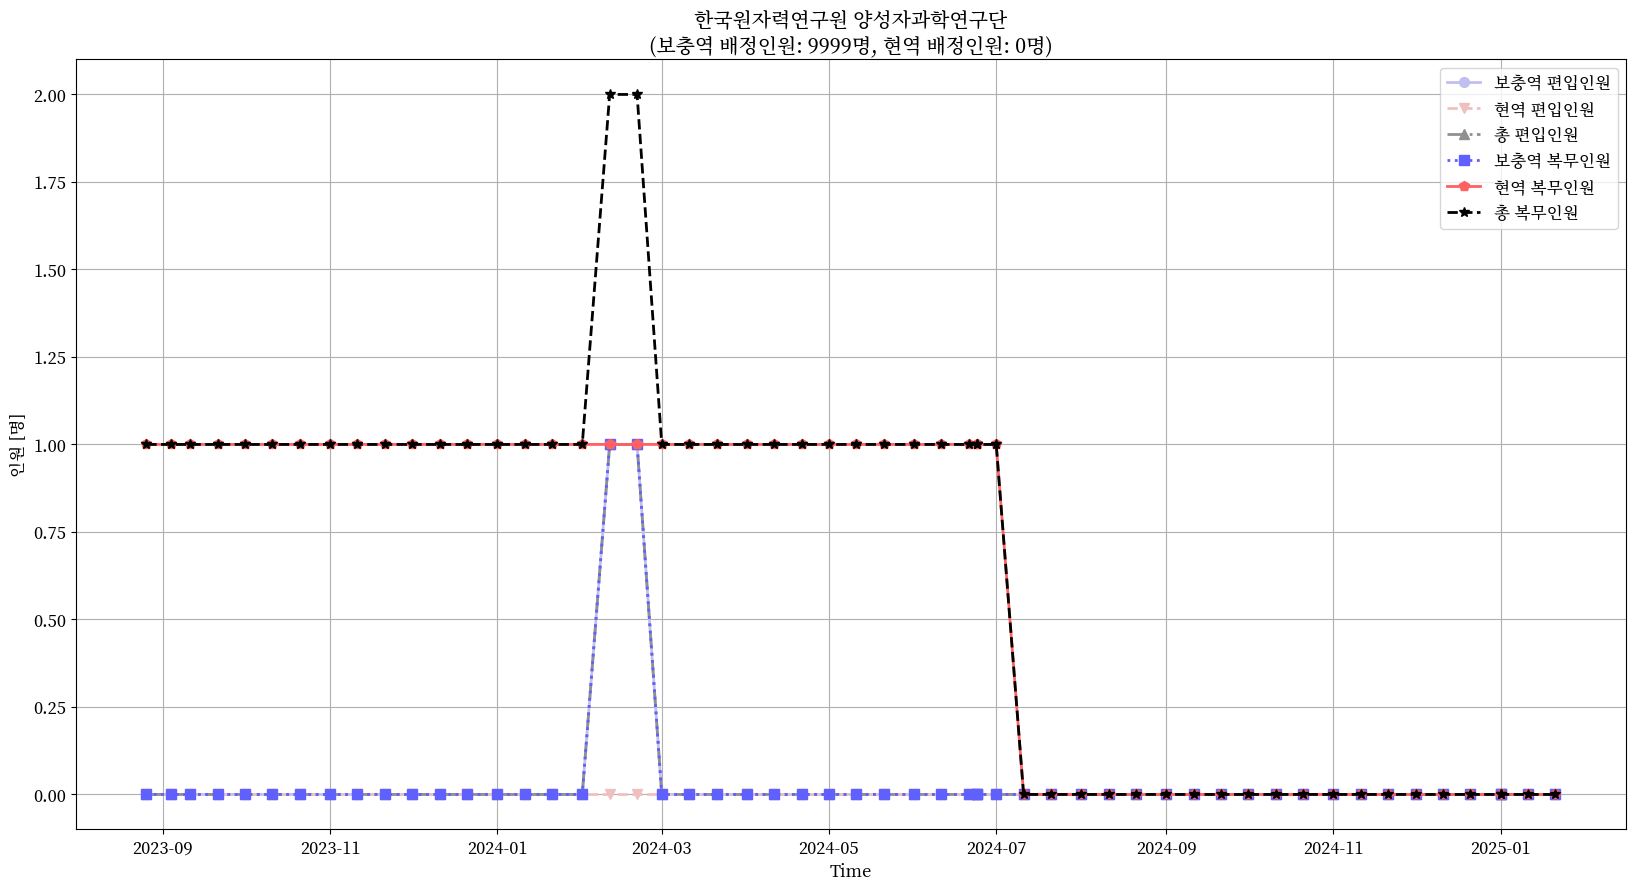 한국원자력연구원 양성자과학연구단
(보충역 배정인원: 9999명, 현역 배정인원: 0명)
보충역 편입인원
현역 편입인원
총 편입인원
보충역 복무인원
현역 복무인원
총 복무인원
2.00
1.75
1.50
1.25
1.00
0.75
0.50
0.25
0.00
인원 [명]
2023-09 2023-11 2024-01 2024-03 2024-05 2024-07 2024-09 2024-11 2025-01
Time